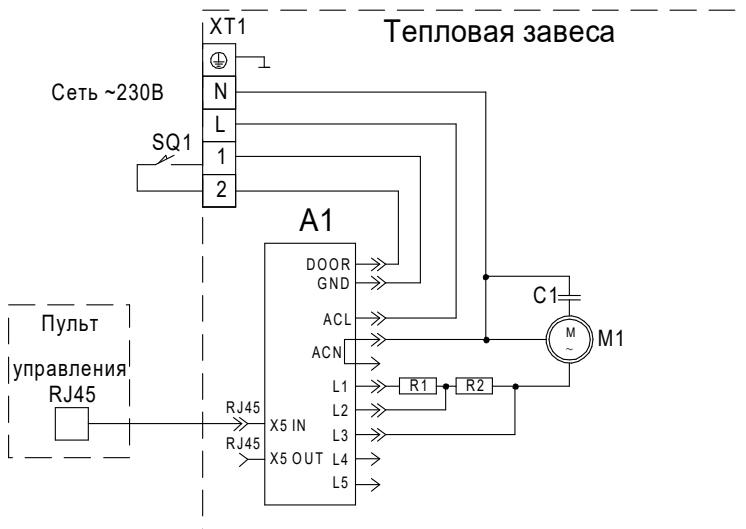 XT1
Тепловая завеса
Сеть ~230В
N
L
SQ1
1
2
A1
DOOR
GND
ACL
ACN
C1
M
~
M1
Пульт
управления
RJ45
L1
R1
R2
RJ45
X5 IN
L2
L3
RJ45
X5 OUT
L4
L5